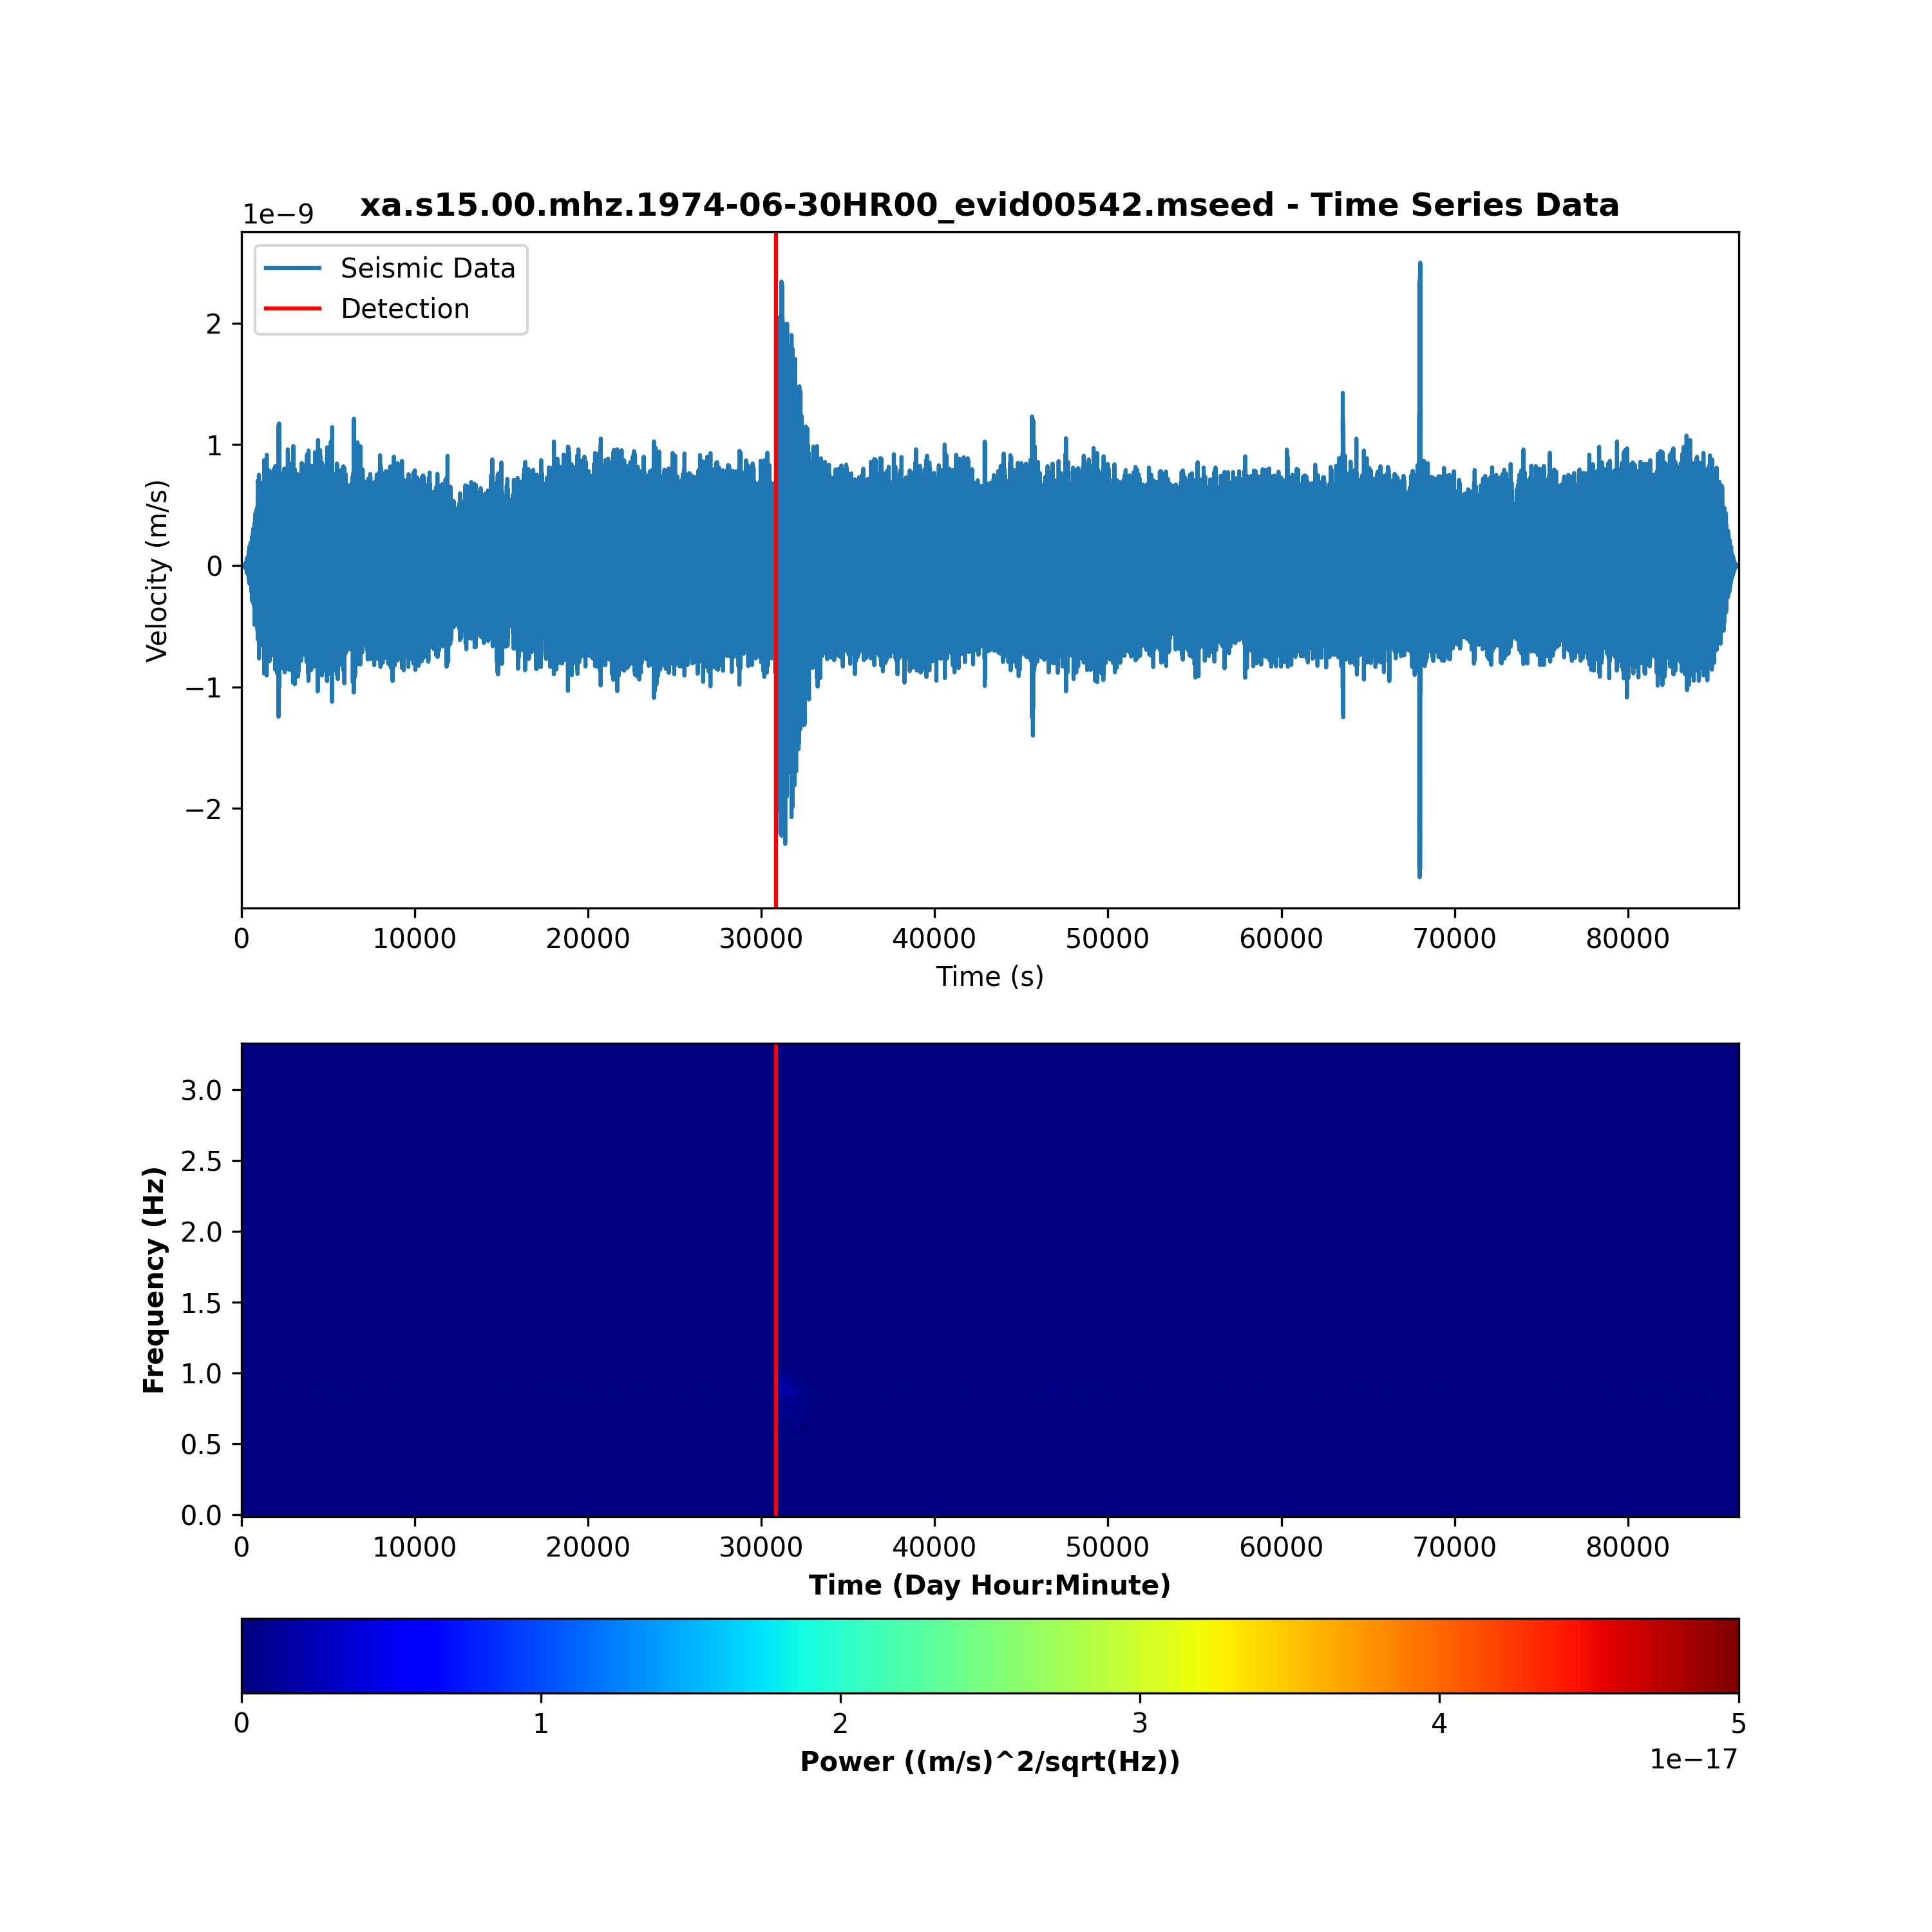 xa.s15.00.mhz.1974-06-30HR00_evid00542.mseed - Time Series Data
1e−9
Seismic Data
Detection
2
1
0
−1
−2
Velocity (m/s)
0 10000 20000 30000 40000 50000 60000 70000 80000
Time (s)
3.0
2.5
2.0
1.5
1.0
0.5
0.0
Frequency (Hz)
0 10000 20000 30000 40000 50000 60000 70000 80000
Time (Day Hour:Minute)
0 1 2 3 4 5
Power ((m/s)^2/sqrt(Hz))
1e−17